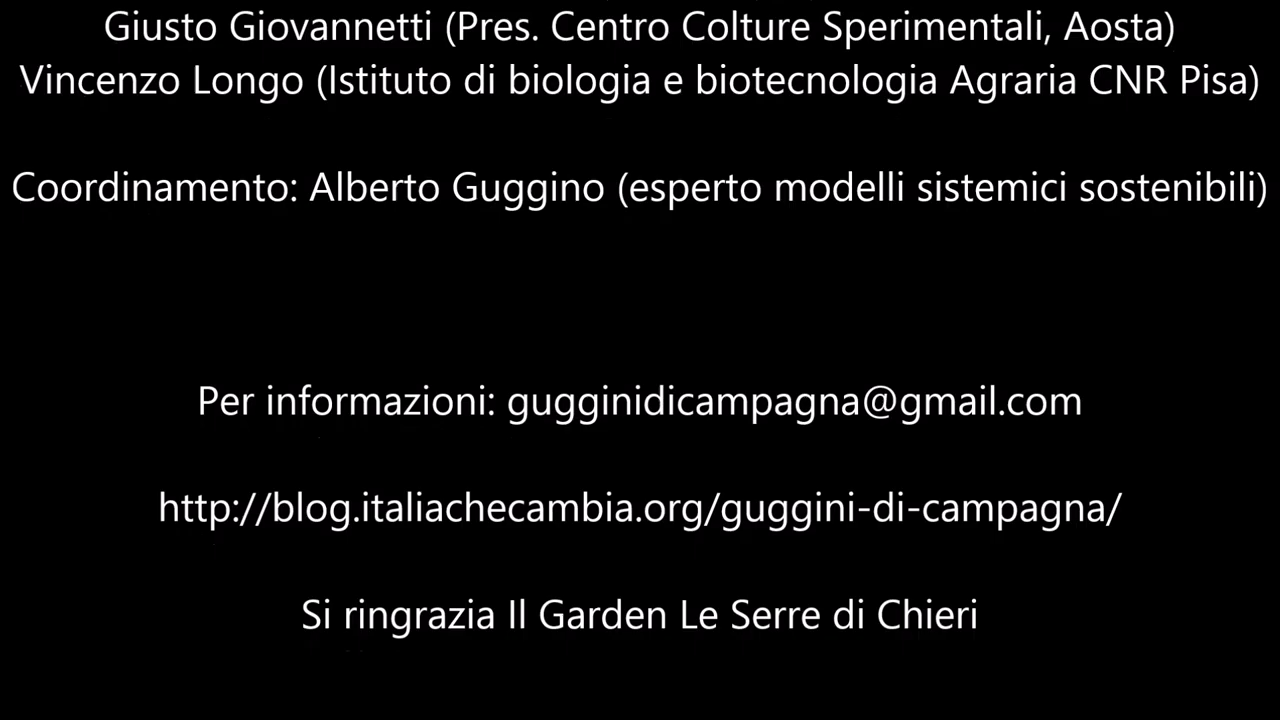 Giusto Giovannetti (Pres. Centro Colture Sperimentali, Aosta)
Vincenzo Longo (Istituto di biologia e biotecnologia Agraria CNR Pisa)
Coordinamento: Alberto Guggino (esperto modelli sistemici sostenibili)
Per informazioni: gugginidicampagna@gmail.com
http://blog.italiachecambia.org/guggini-di-campagna/
Si ringrazia Il Garden Le Serre di Chieri